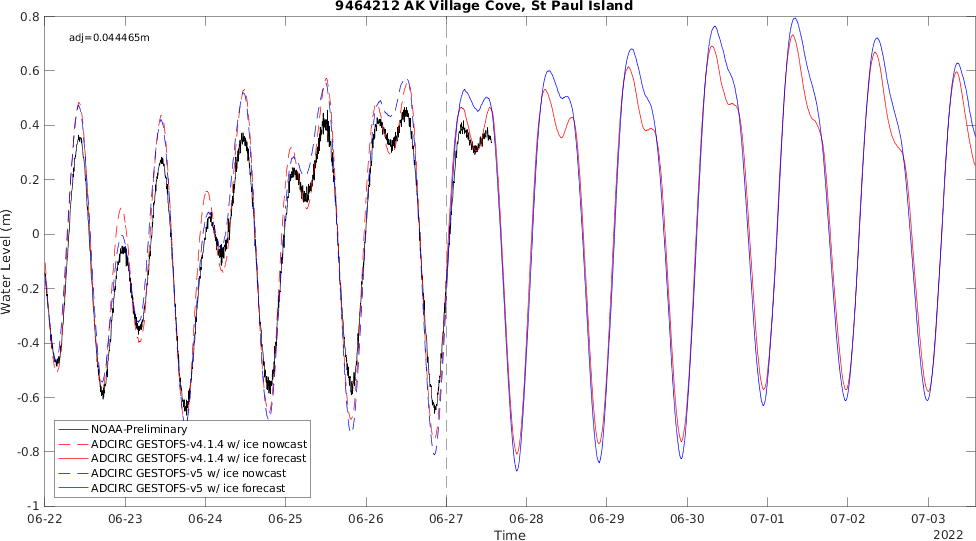 9464212 AK Village Cove, St Paul Island
adj=0.044465m
0.8
0.6
0.4
0.2
0
-0.2
-0.4
-0.6
-0.8
-1
Water Level (m)
NOAA-Preliminary
ADCIRC GESTOFS-v4.1.4 w/ ice nowcast
ADCIRC GESTOFS-v4.1.4 w/ ice forecast
ADCIRC GESTOFS-v5 w/ ice nowcast
ADCIRC GESTOFS-v5 w/ ice forecast
06-22 06-23 06-24 06-25 06-26 06-27 06-28 06-29 06-30 07-01 07-02 07-03
Time
2022